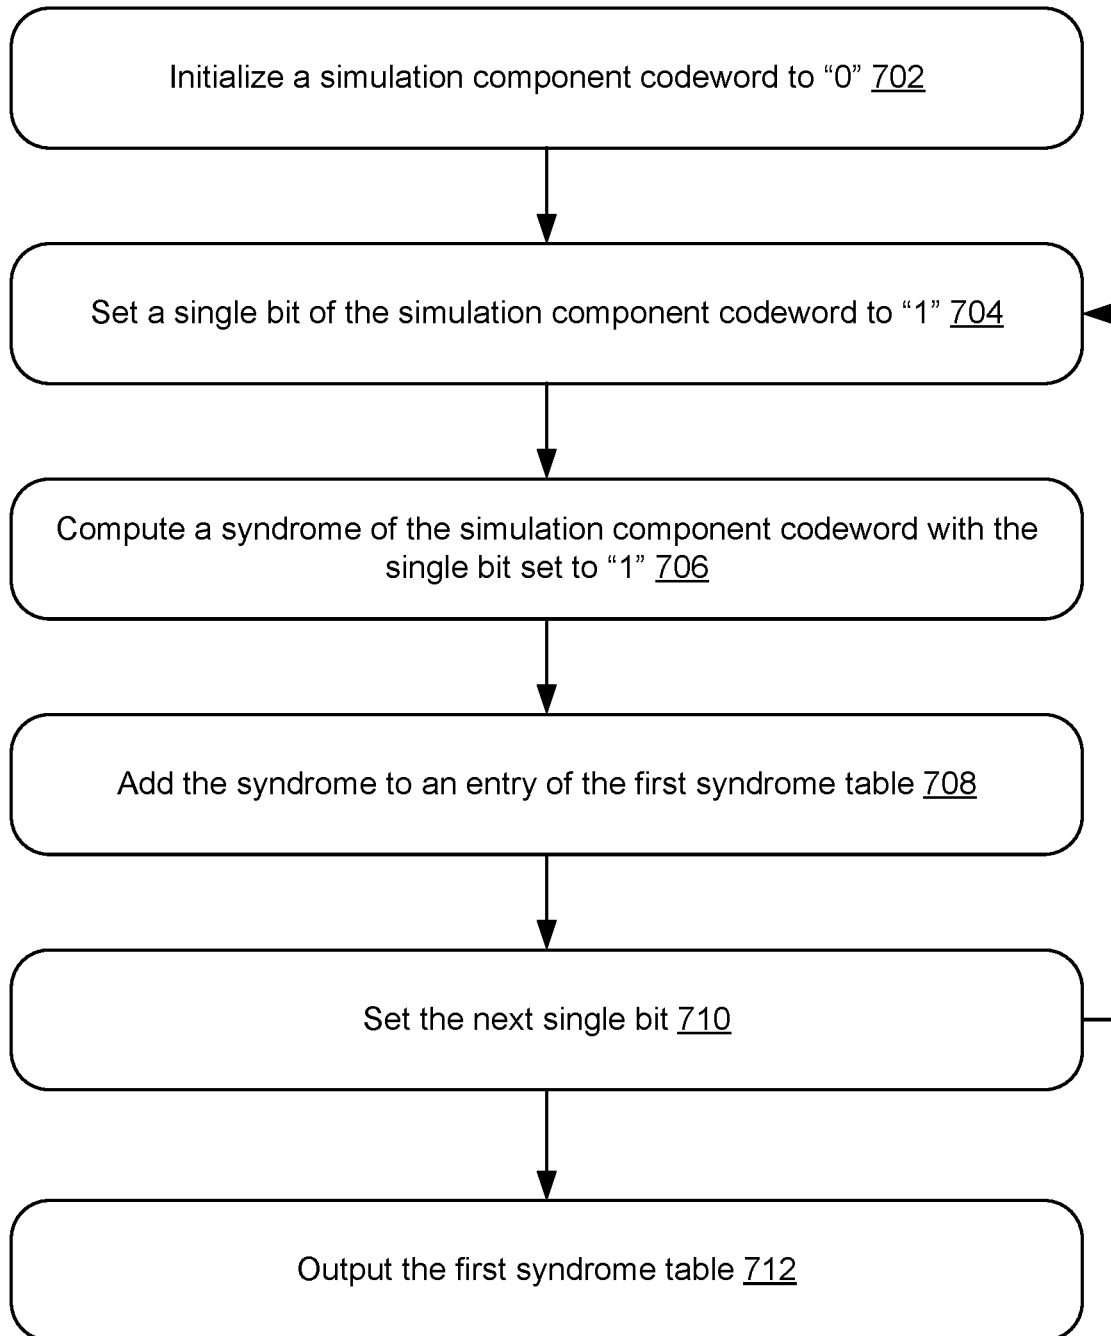 Initialize a simulation component codeword to “0” 702
Set a single bit of the simulation component codeword to “1” 704
Compute a syndrome of the simulation component codeword with the
single bit set to “1” 706
Add the syndrome to an entry of the first syndrome table 708
Set the next single bit 710
Output the first syndrome table 712